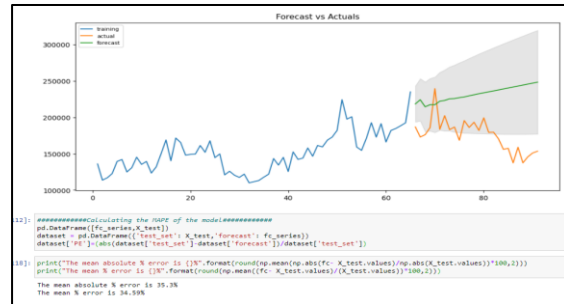 Forecast vs Actuals
training
actual
forecast
300000
250000
200000
150000
100000
0
20
40
60
80
12]: ############Calculating the MAPE of the model############
pd.DataFrame([fc_series,X_test])
dataset = pd.DataFrame({'test_set': X_test,'forecast': fc_series})
dataset['PE']=(abs(dataset['test_set']-dataset['forecast'])/dataset['test_set'])
print("The mean absolute % error is {}%".format(round(np.mean(np.abs(fc- X_test.values)/np.abs(X_test.values))*100,2)))
print("The mean % error is {}%".format(round(np.mean((fc- X_test.values)/(X_test.values))*100,2)))
The mean absolute % error is 35.3%
The mean % error is 34.59%